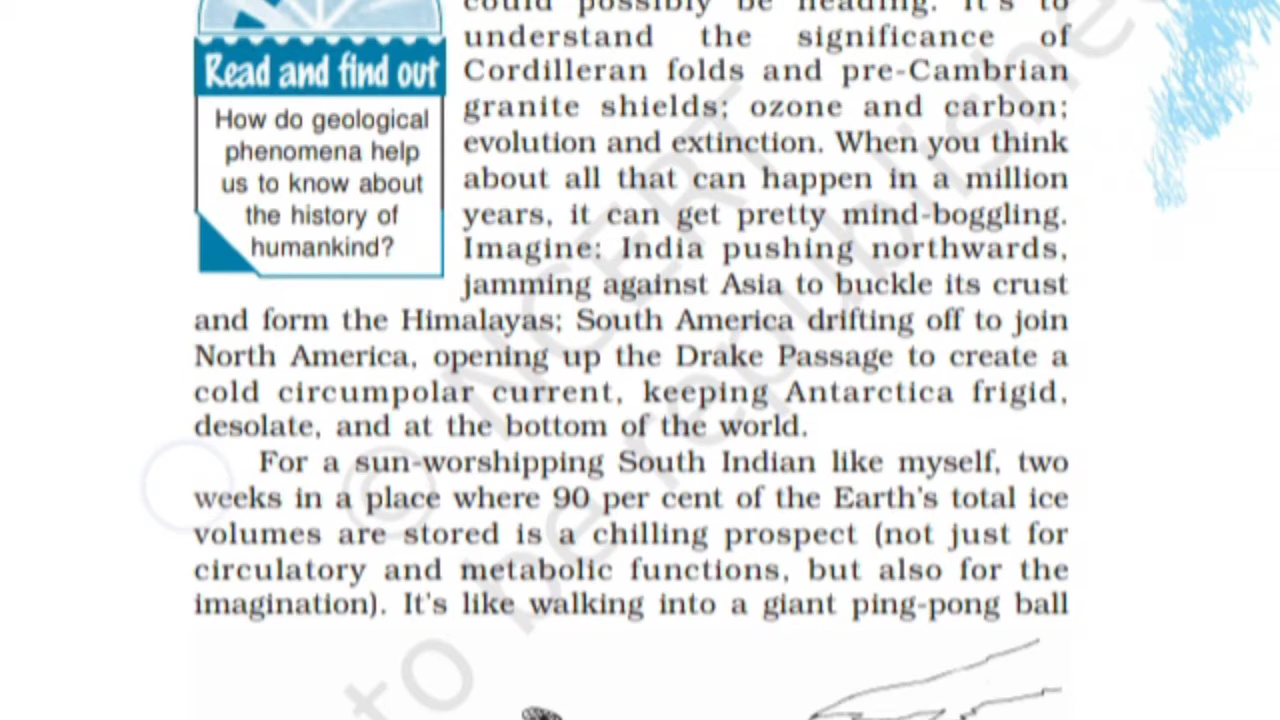 could possibly be heading. It's to
understand the significance of
Read and find out
Cordilleran folds and pre-Cambrian
granite shields; ozone and carbon;
How do geological
phenomena help
us to know about
the history of
humankind?
evolution and extinction. When you think
about all that can happen in a million
years, it can get pretty mind-boggling.
Imagine: India pushing northwards,
jamming against Asia to buckle its crust
and form the Himalayas; South America drifting off to join
North America, opening up the Drake Passage to create a
cold circumpolar current, keeping Antarctica frigid,
desolate, and at the bottom of the world.
For a sun-worshipping South Indian like myself, two
weeks in a place where 90 per cent of the Earth's total ice
volumes are stored is a chilling prospect (not just for
circulatory and metabolic functions, but also for the
imagination). It's like walking into a giant ping-pong ball
© NCERT
to be republished